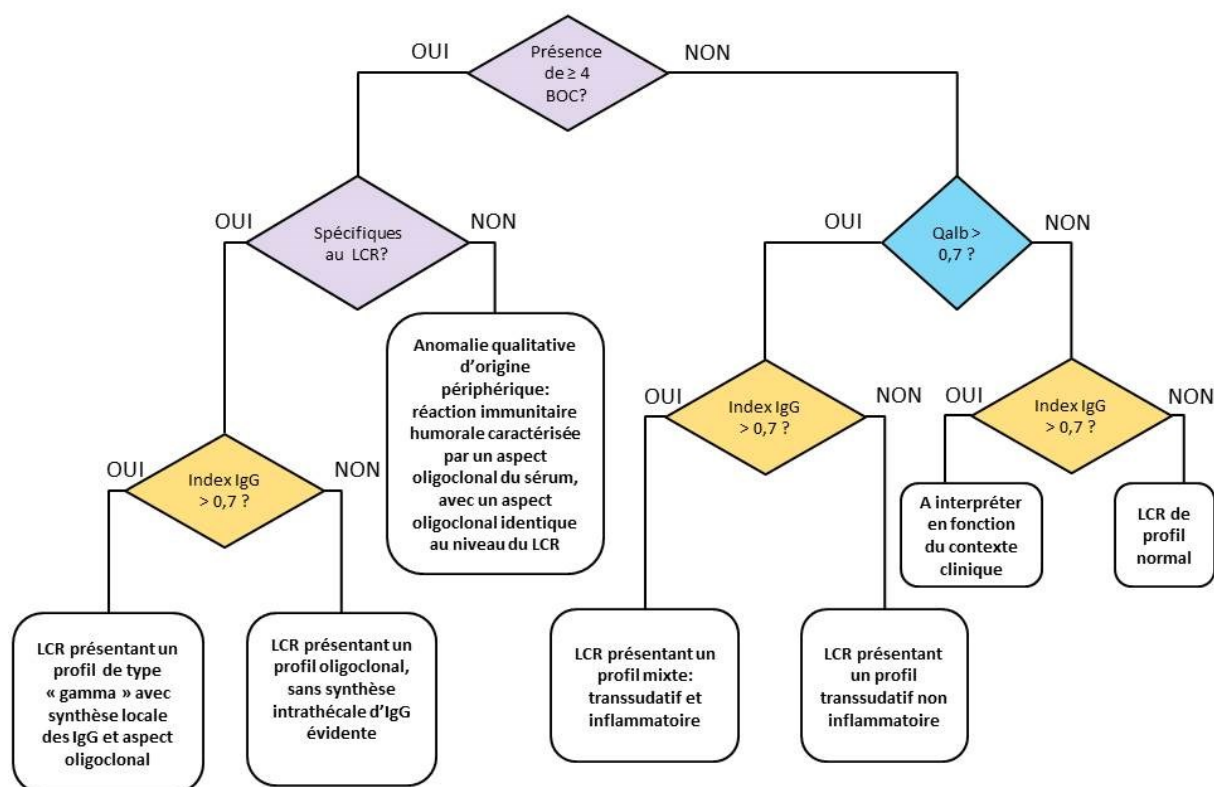 OUI
Présence
de ≥ 4
BOC?
NON
OUI
Spécifiques
au LCR?
NON
OUI
Qalb >
0,7 ?
NON
Anomalie qualitative
d’origine
périphérique:
réaction immunitaire
humorale caractérisée
par un aspect
oligoclonal du sérum,
avec un aspect
oligoclonal identique
au niveau du LCR
OUI
Index IgG
> 0,7 ?
NON
OUI
Index IgG
> 0,7 ?
NON
OUI
Index IgG
> 0,7 ?
NON
A interpréter
en fonction
du contexte
clinique
LCR de
profil
normal
LCR présentant un
profil de type
« gamma » avec
synthèse locale
des IgG et aspect
oligoclonal
LCR présentant un
profil oligoclonal,
sans synthèse
intrathécale d’IgG
évidente
LCR présentant un
profil mixte:
transsudatif et
inflammatoire
LCR présentant
un profil
transsudatif non
inflammatoire